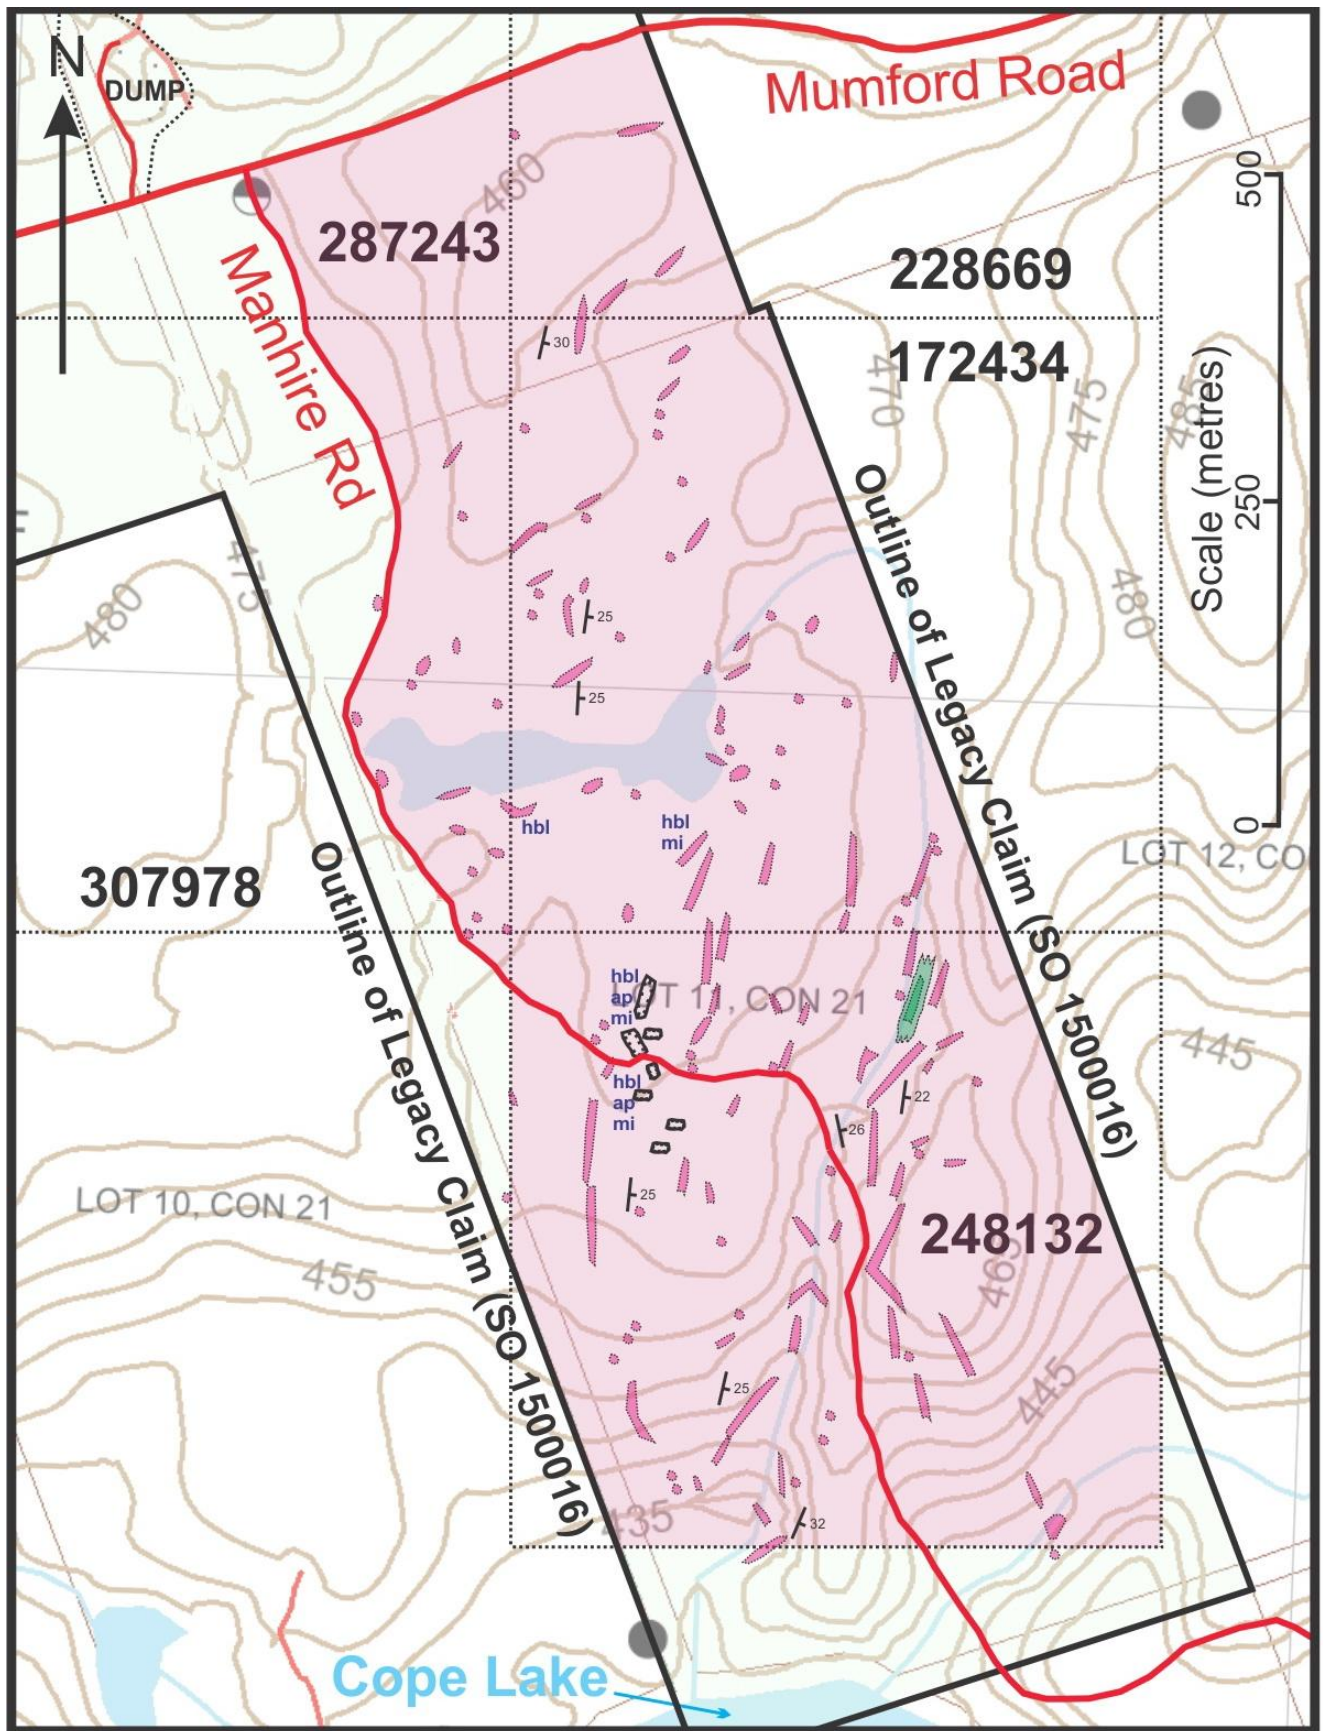 N
DUMP
Mumford Road
500
460
287243
228669
Manhire Rd
30
172434
470
475
485
Scale (metres)
250
Outline of Legacy Claim (SO 1500016)
475
480
480
25
25
hbl
hbl
mi
0
LOT 12, CO
307978
Outline of Legacy Claim (SO 1500016)
hbl
ap
mi
LOT 11, CON 21
445
hbl
ap
mi
22
26
25
LOT 10, CON 21
248132
455
465
25
445
435
32
Cope Lake